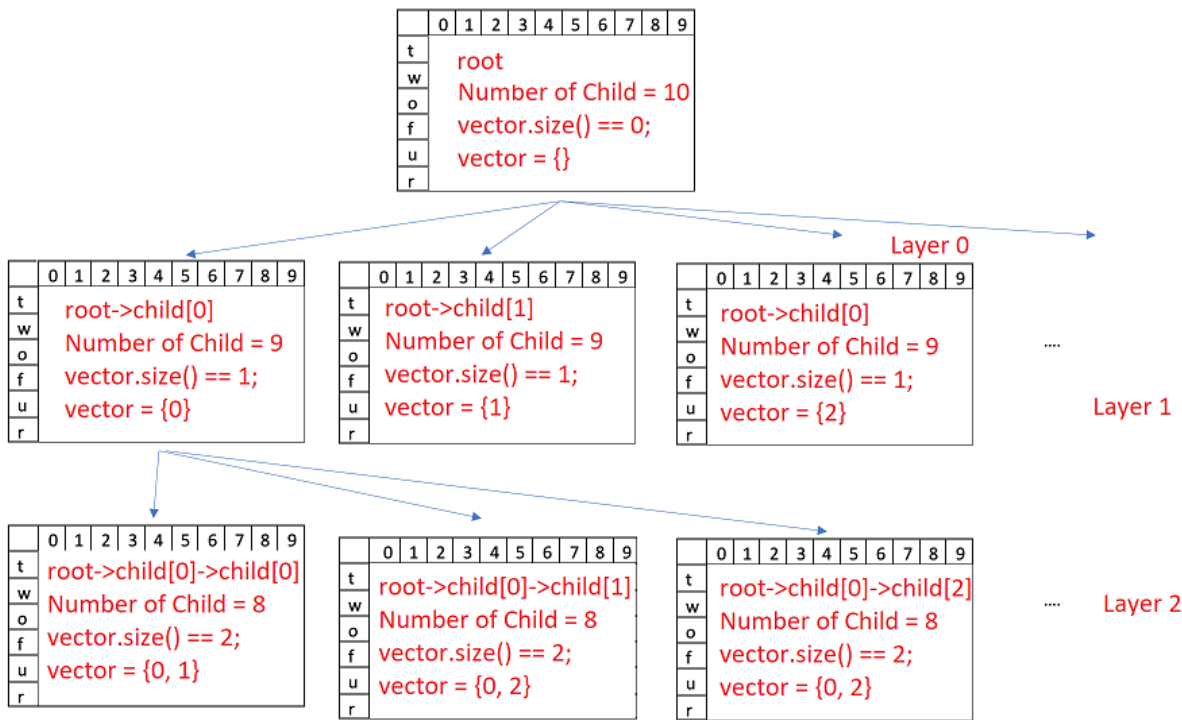 0 1 2 3 4 5 6 7 8 9
t
w
o
f
u
r
root
Number of Child = 10
vector.size() == 0;
vector = {}
Layer 0
0 1 2 3 4 5 6 7 8 9
t
w
o
f
u
r
root->child[0]
Number of Child = 9
vector.size() == 1;
vector = {0}
0 1 2 3 4 5 6 7 8 9
t
w
o
f
u
r
root->child[1]
Number of Child = 9
vector.size() == 1;
vector = {1}
0 1 2 3 4 5 6 7 8 9
t
w
o
f
u
r
root->child[0]
Number of Child = 9
vector.size() == 1;
vector = {2}
....
Layer 1
0 1 2 3 4 5 6 7 8 9
t
w
o
f
u
r
root->child[0]->child[0]
Number of Child = 8
vector.size() == 2;
vector = {0, 1}
0 1 2 3 4 5 6 7 8 9
t
w
o
f
u
r
root->child[0]->child[1]
Number of Child = 8
vector.size() == 2;
vector = {0, 2}
0 1 2 3 4 5 6 7 8 9
t
w
o
f
u
r
root->child[0]->child[2]
Number of Child = 8
vector.size() == 2;
vector = {0, 2}
....
Layer 2